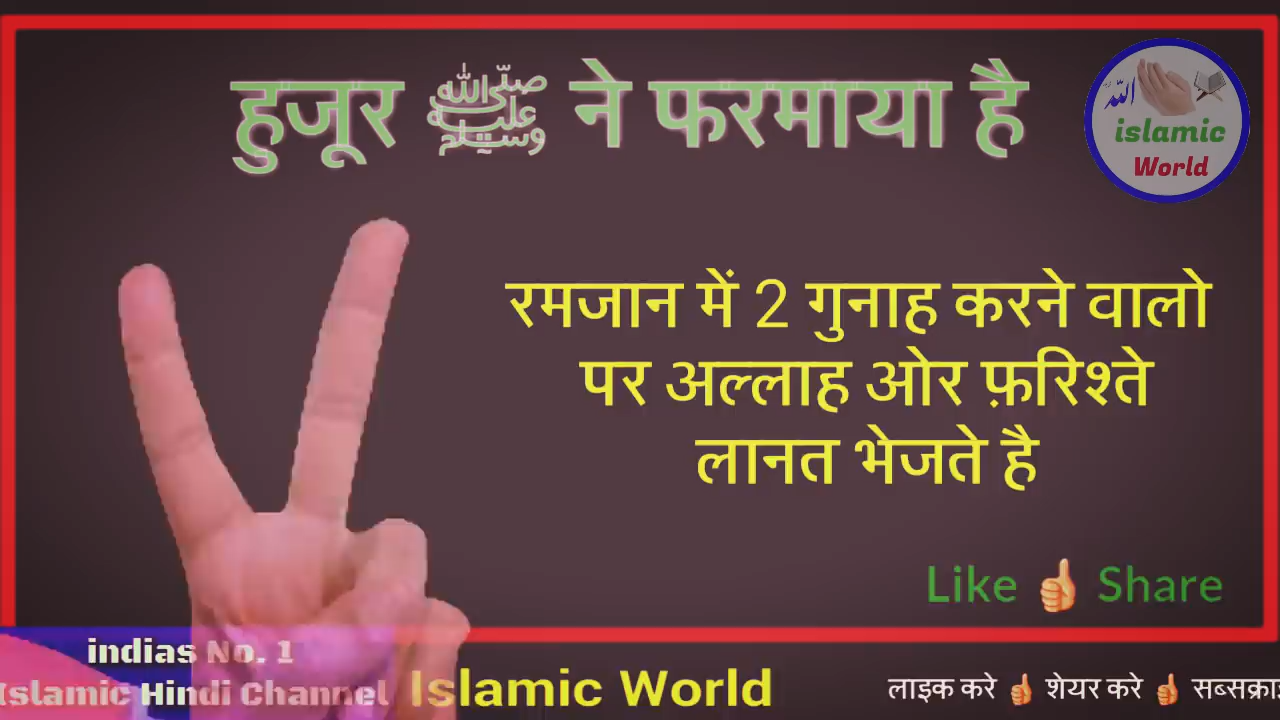 हुजूर ﷺ ने फरमाया है
الله
islamic
World
रमजान में 2 गुनाह करने वालो
पर अल्लाह ओर फ़रिश्ते
लानत भेजते है
Like 👍 Share
indias No. 1
Islamic Hindi Channel
Islamic World
लाइक करे 👍 शेयर करे 👍